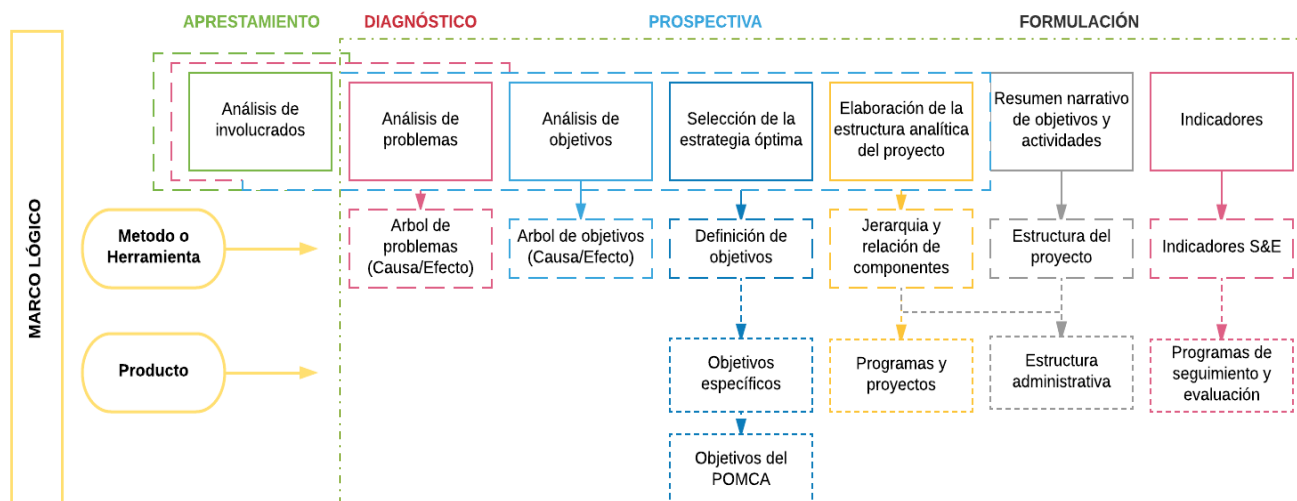 APRESTAMIENTO
DIAGNÓSTICO
PROSPECTIVA
FORMULACIÓN
MARCO LÓGICO
Análisis de
involucrados
Análisis de
problemas
Análisis de
objetivos
Selección de la
estrategia óptima
Elaboración de la
estructura analítica
del proyecto
Resumen narrativo
de objetivos y
actividades
Indicadores
Metodo o
Herramienta
Arbol de
problemas
(Causa/Efecto)
Arbol de objetivos
(Causa/Efecto)
Definición de
objetivos
Jerarquia y
relación de
componentes
Estructura del
proyecto
Indicadores S&E
Producto
Objetivos
específicos
Programas y
proyectos
Estructura
administrativa
Programas de
seguimiento y
evaluación
Objetivos del
POMCA